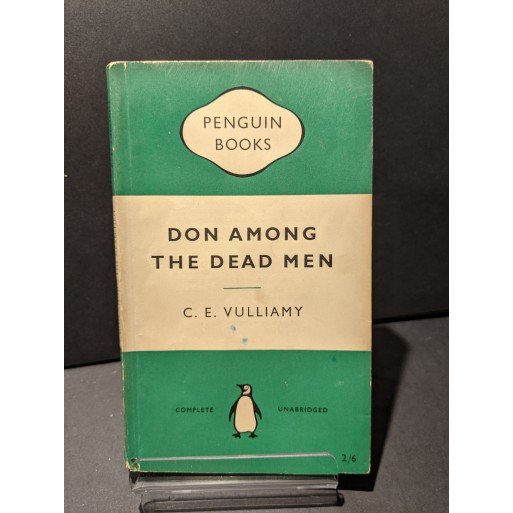 PENGUIN
BOOKS
DON AMONG
THE DEAD MEN
C. E. VULLIAMY
COMPLETE UNABRIDGED
2/6